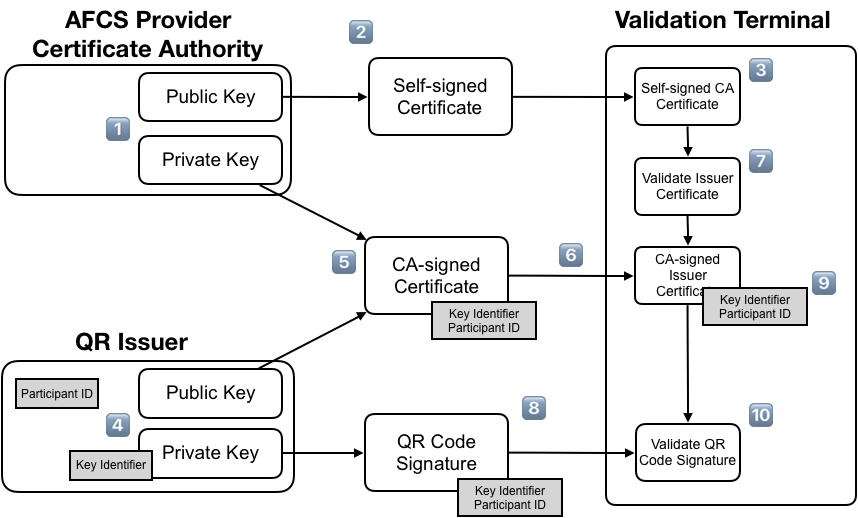 AFCS Provider
Certificate Authority
Validation Terminal
2
Public Key
Self-signed
Certificate
Self-signed CA
Certificate
3
1
Private Key
Validate Issuer
Certificate
7
5
CA-signed
Certificate
Key Identifier
Participant ID
6
CA-signed
Issuer
Key Identifier
Participant ID
9
QR Issuer
Participant ID
Public Key
4
Private Key
Key Identifier
QR Code
Signature
Key Identifier
Participant ID
8
Validate QR
Code Signature
10